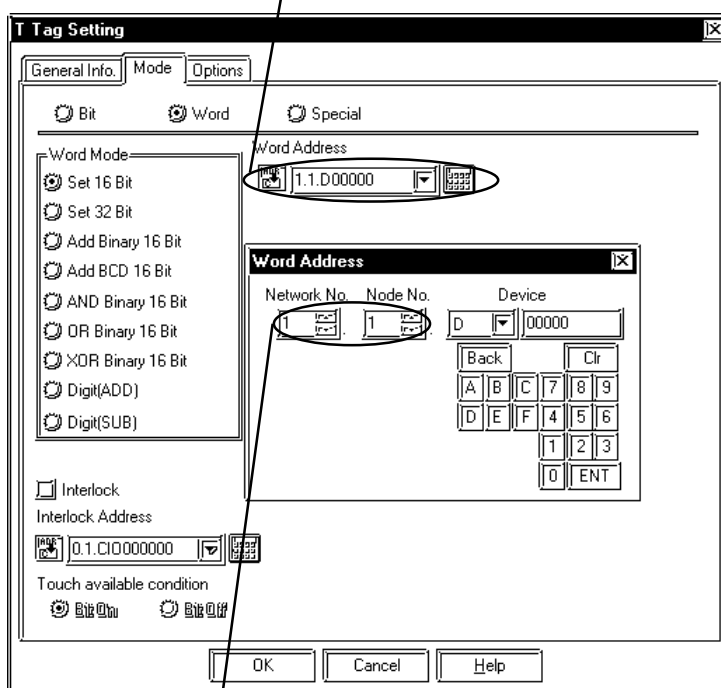 T Tag Setting
General Info. Mode Options
Bit Word Special
Word Mode
Set 16 Bit
Set 32 Bit
Add Binary 16 Bit
Add BCD 16 Bit
AND Binary 16 Bit
OR Binary 16 Bit
XOR Binary 16 Bit
Digit(ADD)
Digit(SUB)
Word Address
1.1.D00000
Word Address
Network No. Node No. Device
1 . 1 . D 00000
Back Clr
A B C 7 8 9
D E F 4 5 6
1 2 3
0 ENT
Interlock
Interlock Address
0.1.CIO000000
Touch available condition
Bit On Bit Off
OK Cancel Help